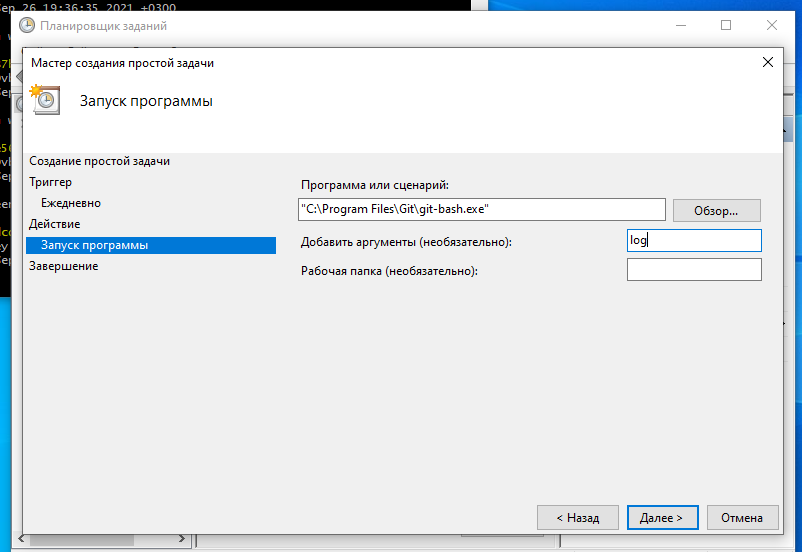 Sep 26 19:36:35 2021 +0300
Планировщик заданий
Мастер создания простой задачи
Запуск программы
Создание простой задачи
Триггер
Ежедневно
Действие
Запуск программы
Завершение
Программа или сценарий:
"C:\Program Files\Git\git-bash.exe"
Обзор...
Добавить аргументы (необязательно):
log
Рабочая папка (необязательно):
< Назад
Далее >
Отмена